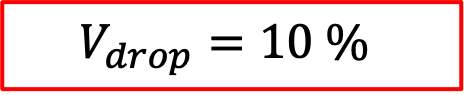 V_drop = 10 %